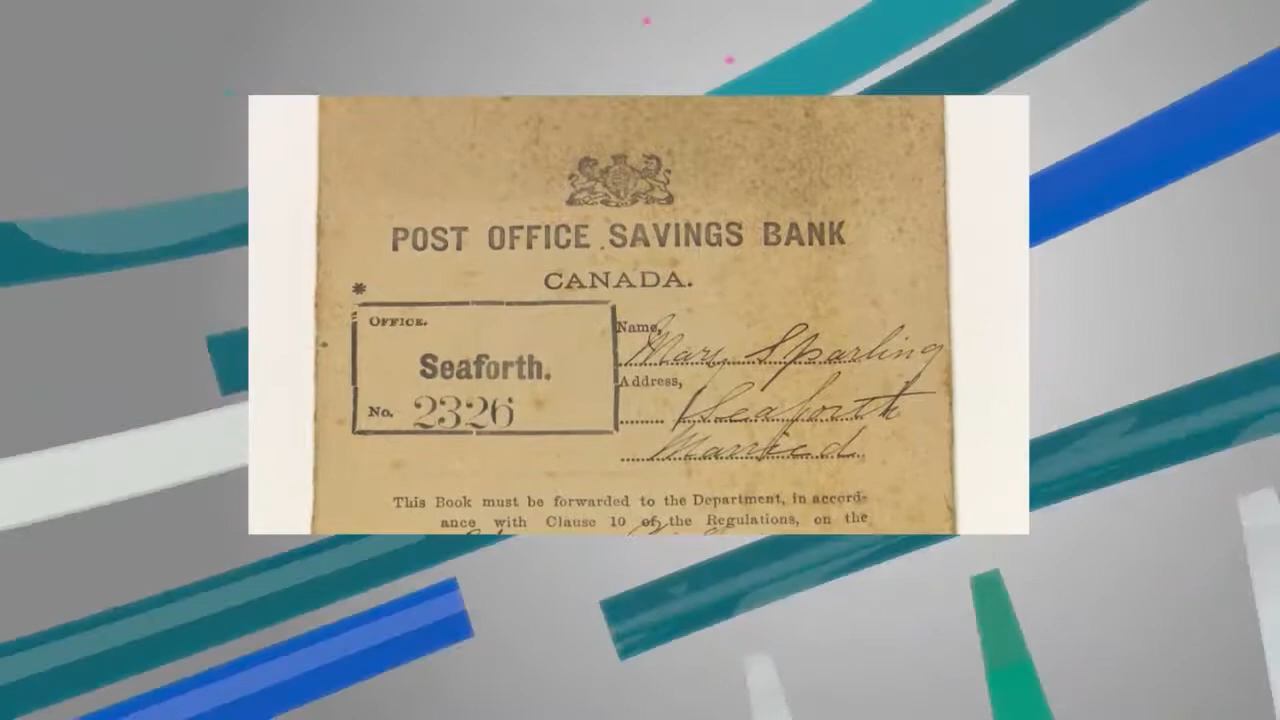 POST OFFICE SAVINGS BANK
CANADA.
*
OFFICE.
Seaforth.
No. 2326
Name,
Mary Sparling
Address,
Seaforth
Married
This Book must be forwarded to the Department, in accord-
ance with Clause 10 of the Regulations, on the